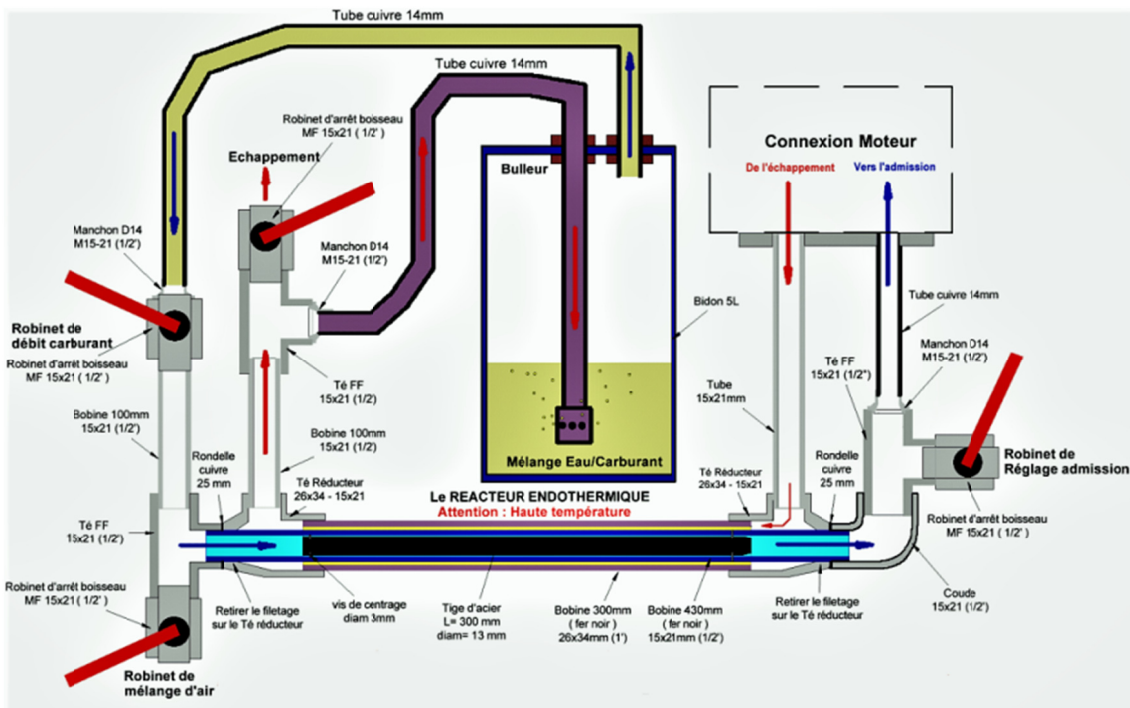 Tube cuivre 14mm
Tube cuivre 14mm
Robinet d'arrêt boisseau
MF 15x21 ( 1/2')
Echappement
Bulleur
Connexion Moteur
De l'échappement
Vers l'admission
Manchon D14
M15-21 (1/2')
Manchon D14
M15-21 (1/2')
Bidon 5L
Tube cuivre 14mm
Robinet de
débit carburant
Robinet d'arrêt boisseau
MF 15x21 ( 1/2')
Té FF
15x21 (1/2)
Manchon D14
M15-21 (1/2')
Té FF
15x21 (1/2")
Tube
15x21mm
Bobine 100mm
15x21 (1/2')
Bobine 100mm
15x21 (1/2)
Mélange Eau/Carburant
Robinet de
Réglage admission
Rondelle
cuivre
25 mm
Té Réducteur
26x34 - 15x21
Le REACTEUR ENDOTHERMIQUE
Attention : Haute température
Té Réducteur
26x34 - 15x21
Rondelle
cuivre
25 mm
Robinet d'arrêt boisseau
MF 15x21 ( 1/2')
Té FF
15x21 (1/2')
Robinet d'arrêt boisseau
MF 15x21 ( 1/2')
Retirer le filetage
sur le Té réducteur
vis de centrage
diam 3mm
Tige d'acier
L= 300 mm
diam= 13 mm
Bobine 300mm
( fer noir )
26x34mm (1')
Bobine 430mm
( fer noir )
15x21mm (1/2')
Retirer le filetage
sur le Té réducteur
Coude
15x21 (1/2')
Robinet de
mélange d'air